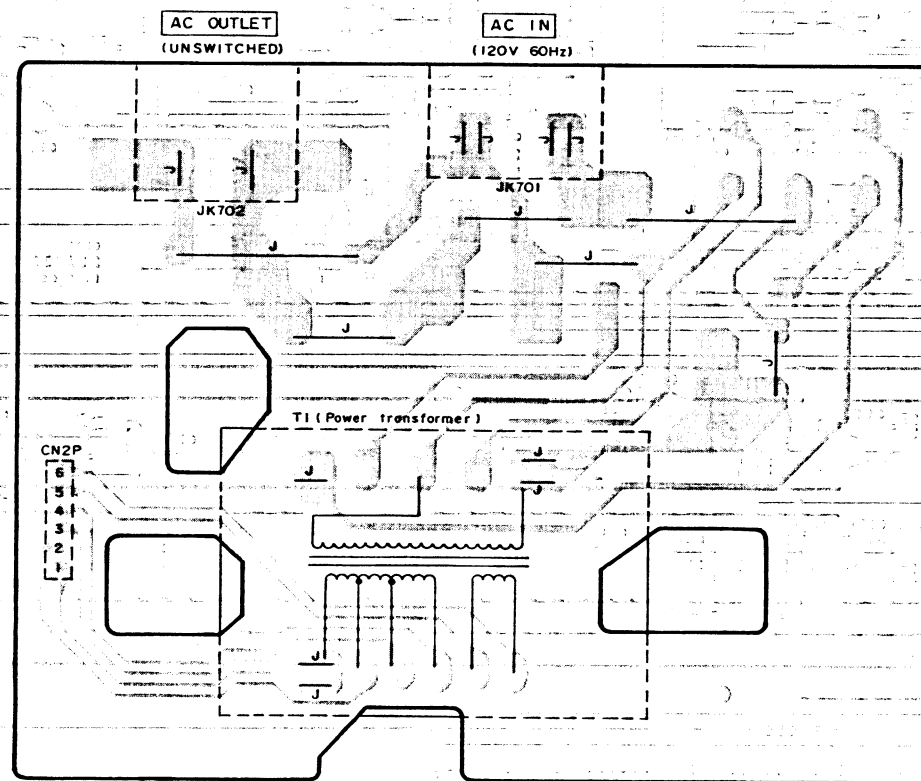 AC OUTLET
(UNSWITCHED)
AC IN
(120V 60Hz)
J
J
J
J
J
J
JK702
JK701
J
J
J
J
J
J
T1 (Power transformer)
CN2P
6
5
4
3
2
1
J
J
J
J
J